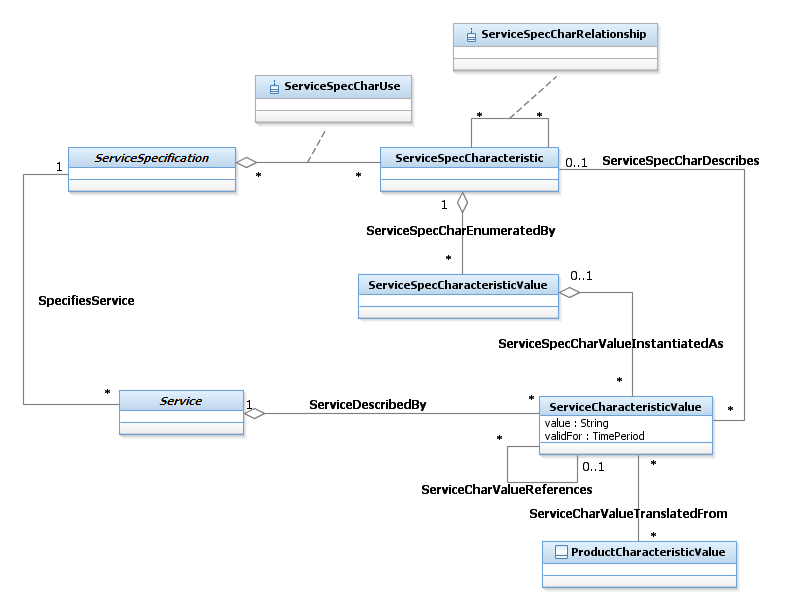 ServiceSpecCharRelationship
ServiceSpecCharUse
* *
1 ServiceSpecification
ServiceSpecCharacteristic
0..1 ServiceSpecCharDescribes
* *
1
ServiceSpecCharEnumeratedBy
*
0..1
ServiceSpecCharacteristicValue
SpecifiesService
ServiceSpecCharValueInstantiatedAs
*
*
Service
1
ServiceDescribedBy
*
ServiceCharacteristicValue
*
value : String
validFor : TimePeriod
*
0..1
*
ServiceCharValueReferences
ServiceCharValueTranslatedFrom
*
ProductCharacteristicValue